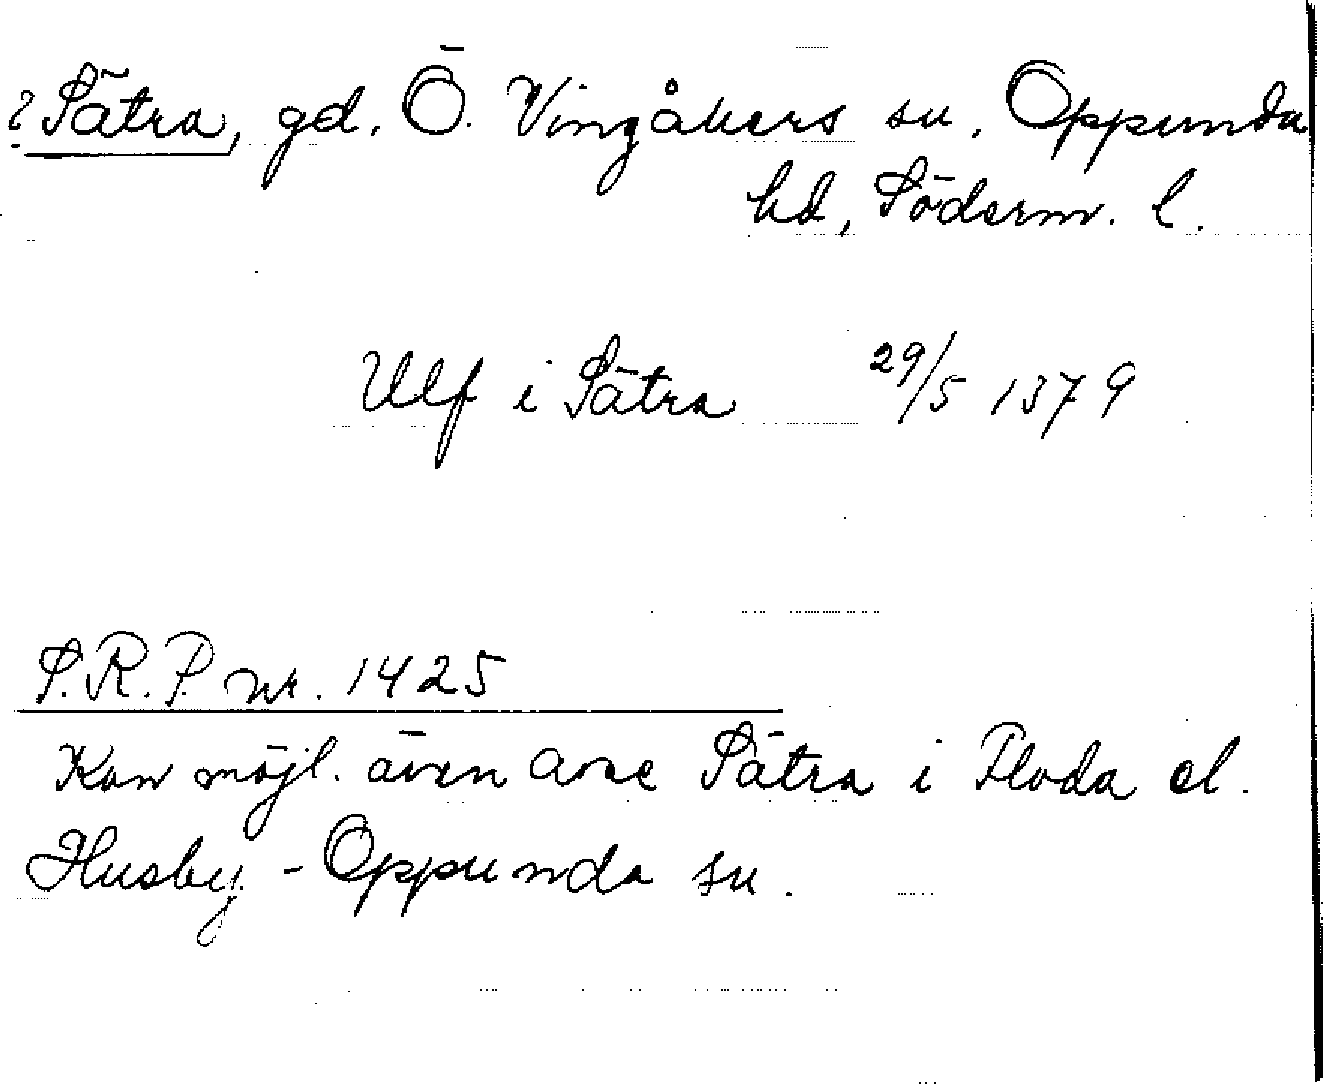 ? Sätra, gd. Ö. Vingåkers sn, Oppunda
hd, Söderm. l.
Ulf i Sätra 29/5 1379
S.R.P. nr. 1425
Kan möjl. även avse Sätra i Floda el.
Husby-Oppunda sn.